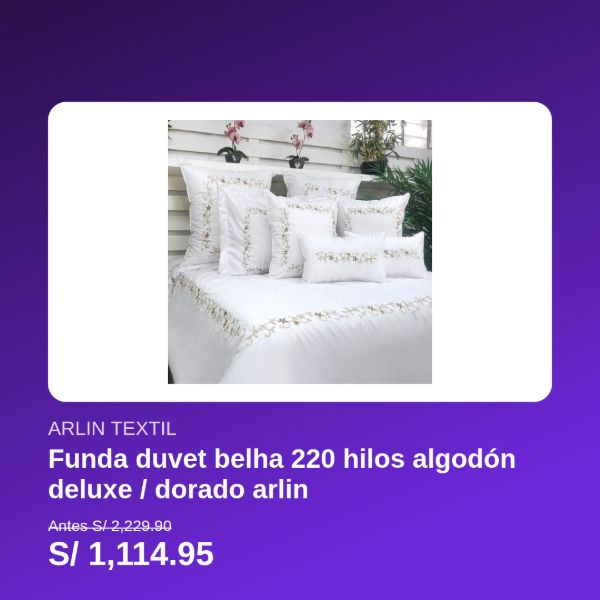 ARLIN TEXTIL
Funda duvet belha 220 hilos algodón
deluxe / dorado arlin
Antes S/ 2,229.90
S/ 1,114.95